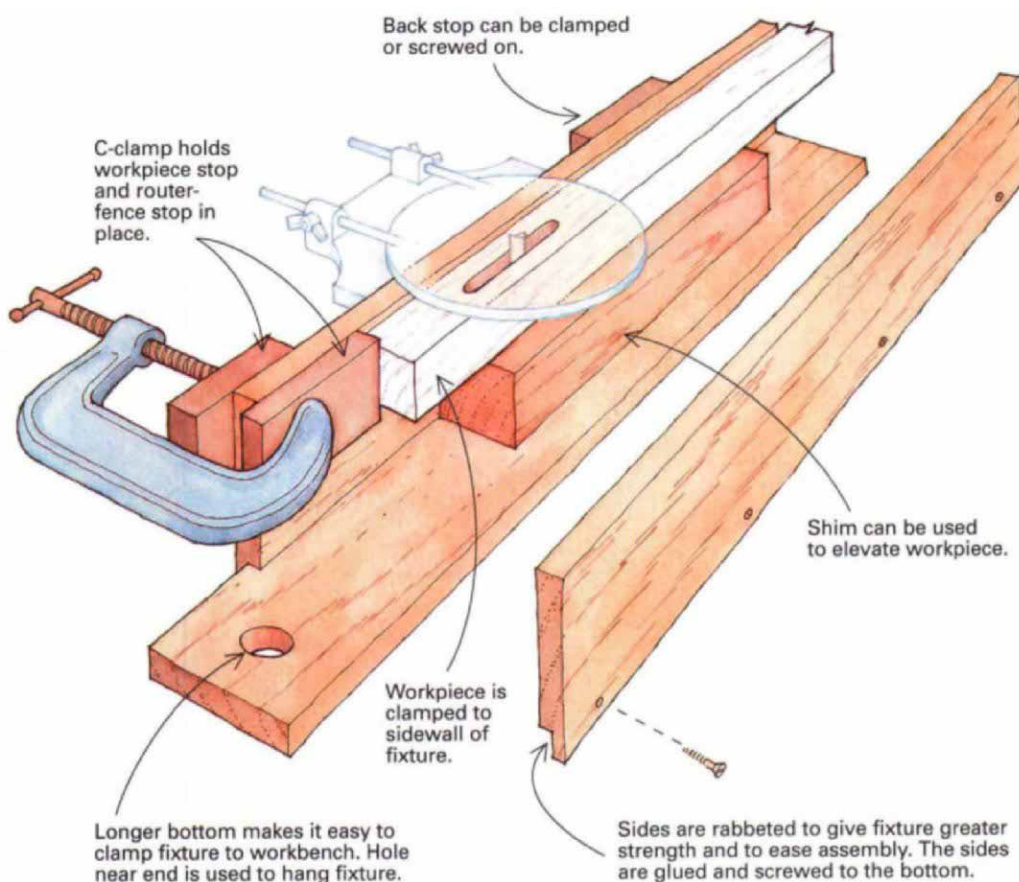 Back stop can be clamped
or screwed on.
C-clamp holds
workpiece stop
and router-
fence stop in
place.
Shim can be used
to elevate workpiece.
Workpiece is
clamped to
sidewall of
fixture.
Longer bottom makes it easy to
clamp fixture to workbench. Hole
near end is used to hang fixture.
Sides are rabbeted to give fixture greater
strength and to ease assembly. The sides
are glued and screwed to the bottom.